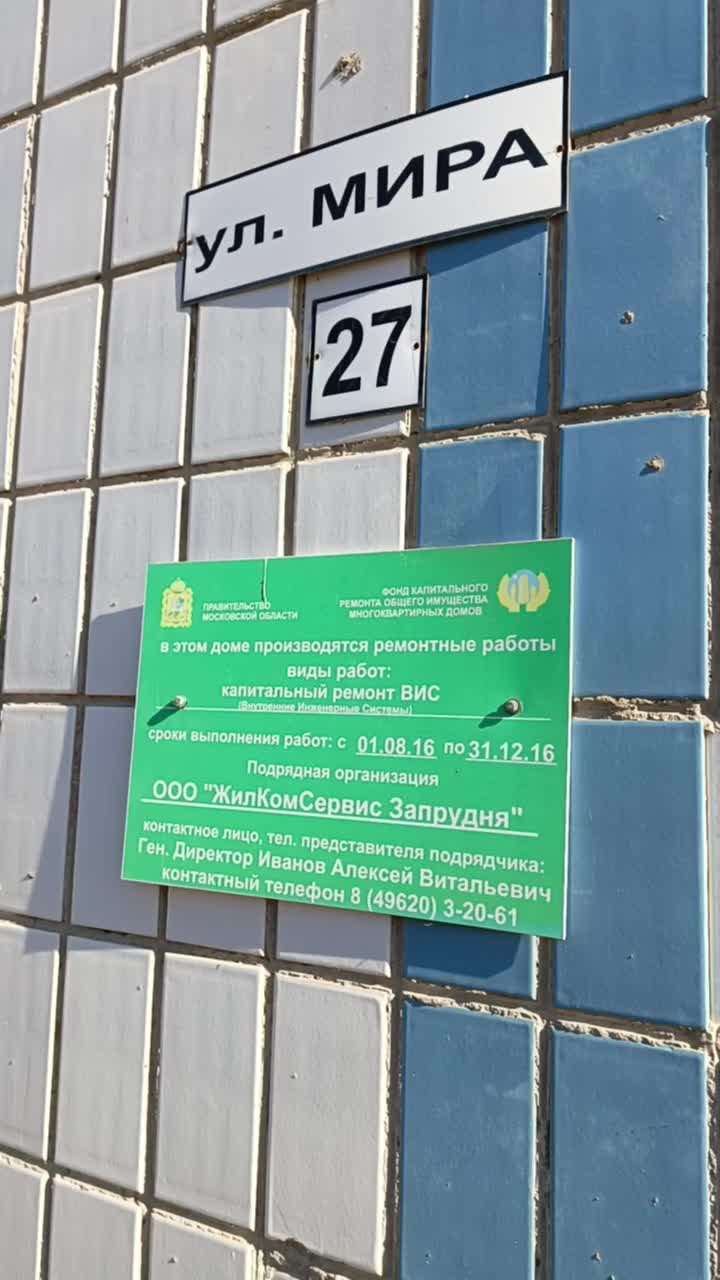 ул. МИРА
27
ПРАВИТЕЛЬСТВО
МОСКОВСКОЙ ОБЛАСТИ
ФОНД КАПИТАЛЬНОГО
РЕМОНТА ОБЩЕГО ИМУЩЕСТВА
МНОГОКВАРТИРНЫХ ДОМОВ
в этом доме производятся ремонтные работы
виды работ:
капитальный ремонт ВИС
(Внутренние Инженерные Системы)
сроки выполнения работ: с 01.08.16 по 31.12.16
Подрядная организация
ООО "ЖилКомСервис Запрудня"
контактное лицо, тел. представителя подрядчика:
Ген. Директор Иванов Алексей Витальевич
контактный телефон 8 (49620) 3-20-61